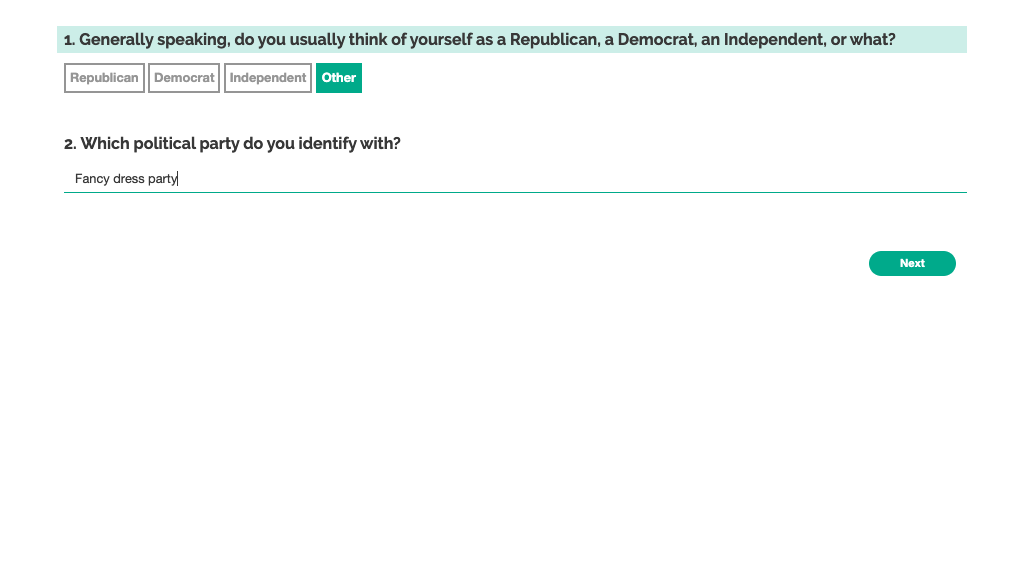 1. Generally speaking, do you usually think of yourself as a Republican, a Democrat, an Independent, or what?
Republican Democrat Independent Other
2. Which political party do you identify with?
Fancy dress party
Next